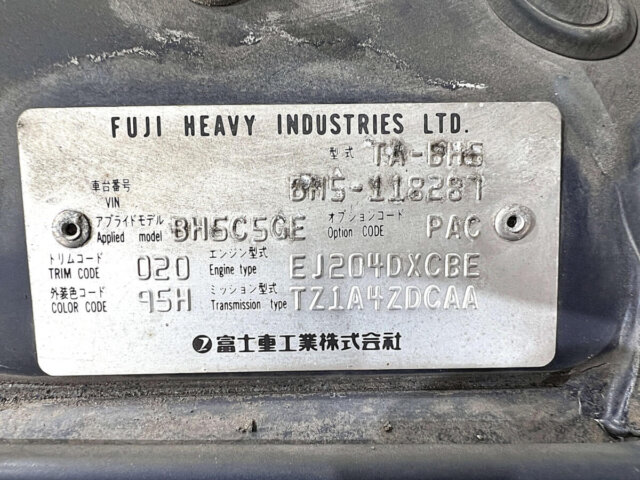 FUJI HEAVY INDUSTRIES LTD.
型式 TA-BH5
車台番号 VIN BH5-118287
アプライドモデル Applied model BH5C5GE オプションコード Option CODE PAC
トリムコード TRIM CODE 020 エンジン型式 Engine type EJ204DXCBE
外装色コード COLOR CODE 95H ミッション型式 Transmission type TZ1A4ZDCAA
富士重工業株式会社